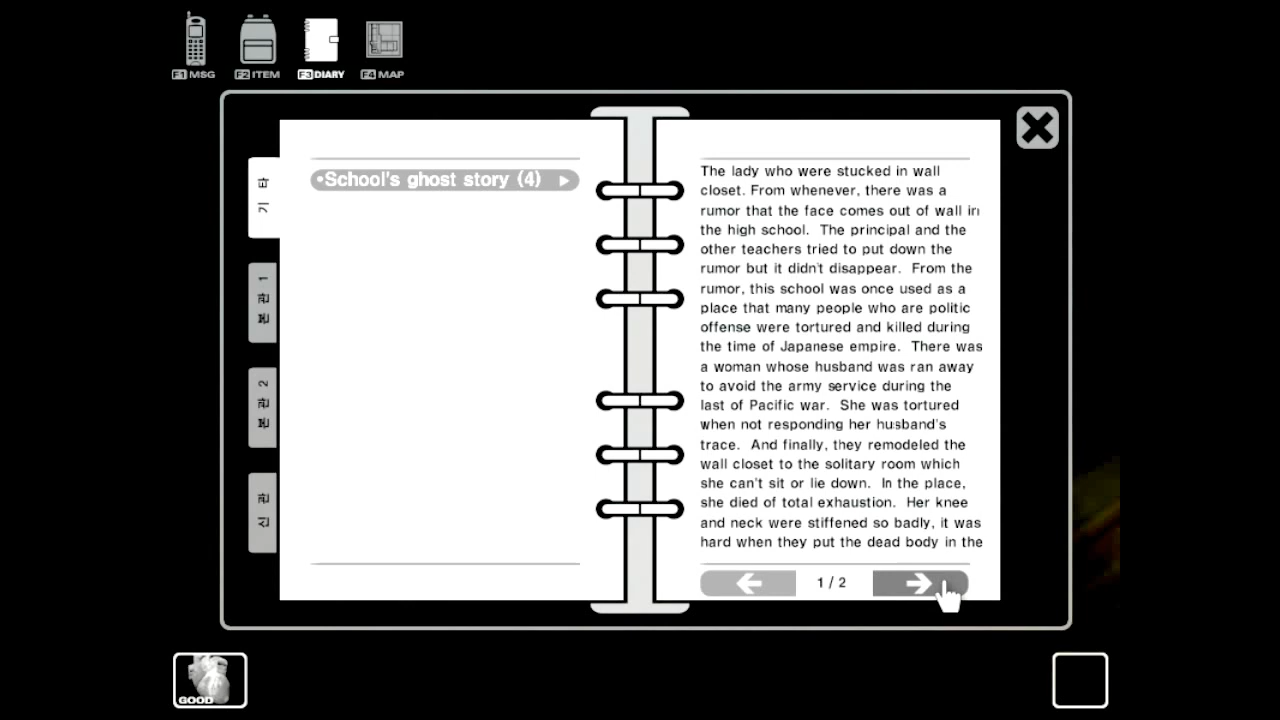 F1 MSG
F2 ITEM
F3 DIARY
F4 MAP
기타
본관 1
본관 2
신관
•School's ghost story (4)
The lady who were stucked in wall
closet. From whenever, there was a
rumor that the face comes out of wall in
the high school. The principal and the
other teachers tried to put down the
rumor but it didn't disappear. From the
rumor, this school was once used as a
place that many people who are politic
offense were tortured and killed during
the time of Japanese empire. There was
a woman whose husband was ran away
to avoid the army service during the
last of Pacific war. She was tortured
when not responding her husband's
trace. And finally, they remodeled the
wall closet to the solitary room which
she can't sit or lie down. In the place,
she died of total exhaustion. Her knee
and neck were stiffened so badly, it was
hard when they put the dead body in the
1 / 2
GOOD